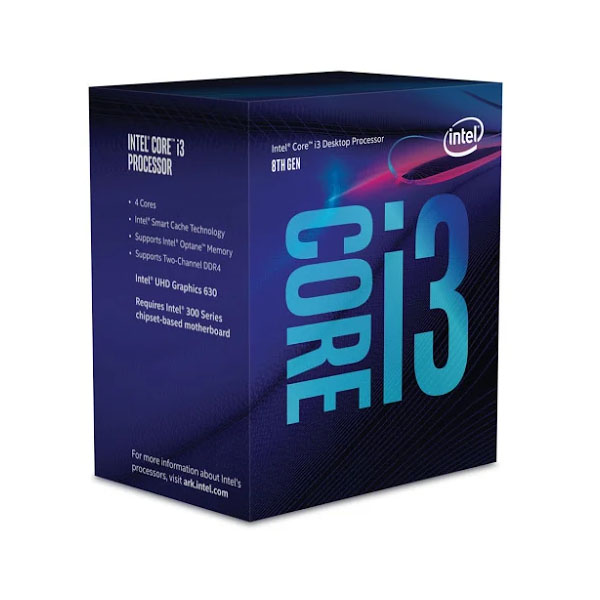 INTEL® CORE™ i3
PROCESSOR
• 4 Cores
• Intel® Smart Cache Technology
• Supports Intel® Optane™ Memory
• Supports Two-Channel DDR4
Intel® UHD Graphics 630
Requires Intel® 300 Series
chipset-based motherboard
For more information about Intel's
processors, visit ark.intel.com
Intel® Core™ i3 Desktop Processor
8TH GEN
intel®
CORE i3